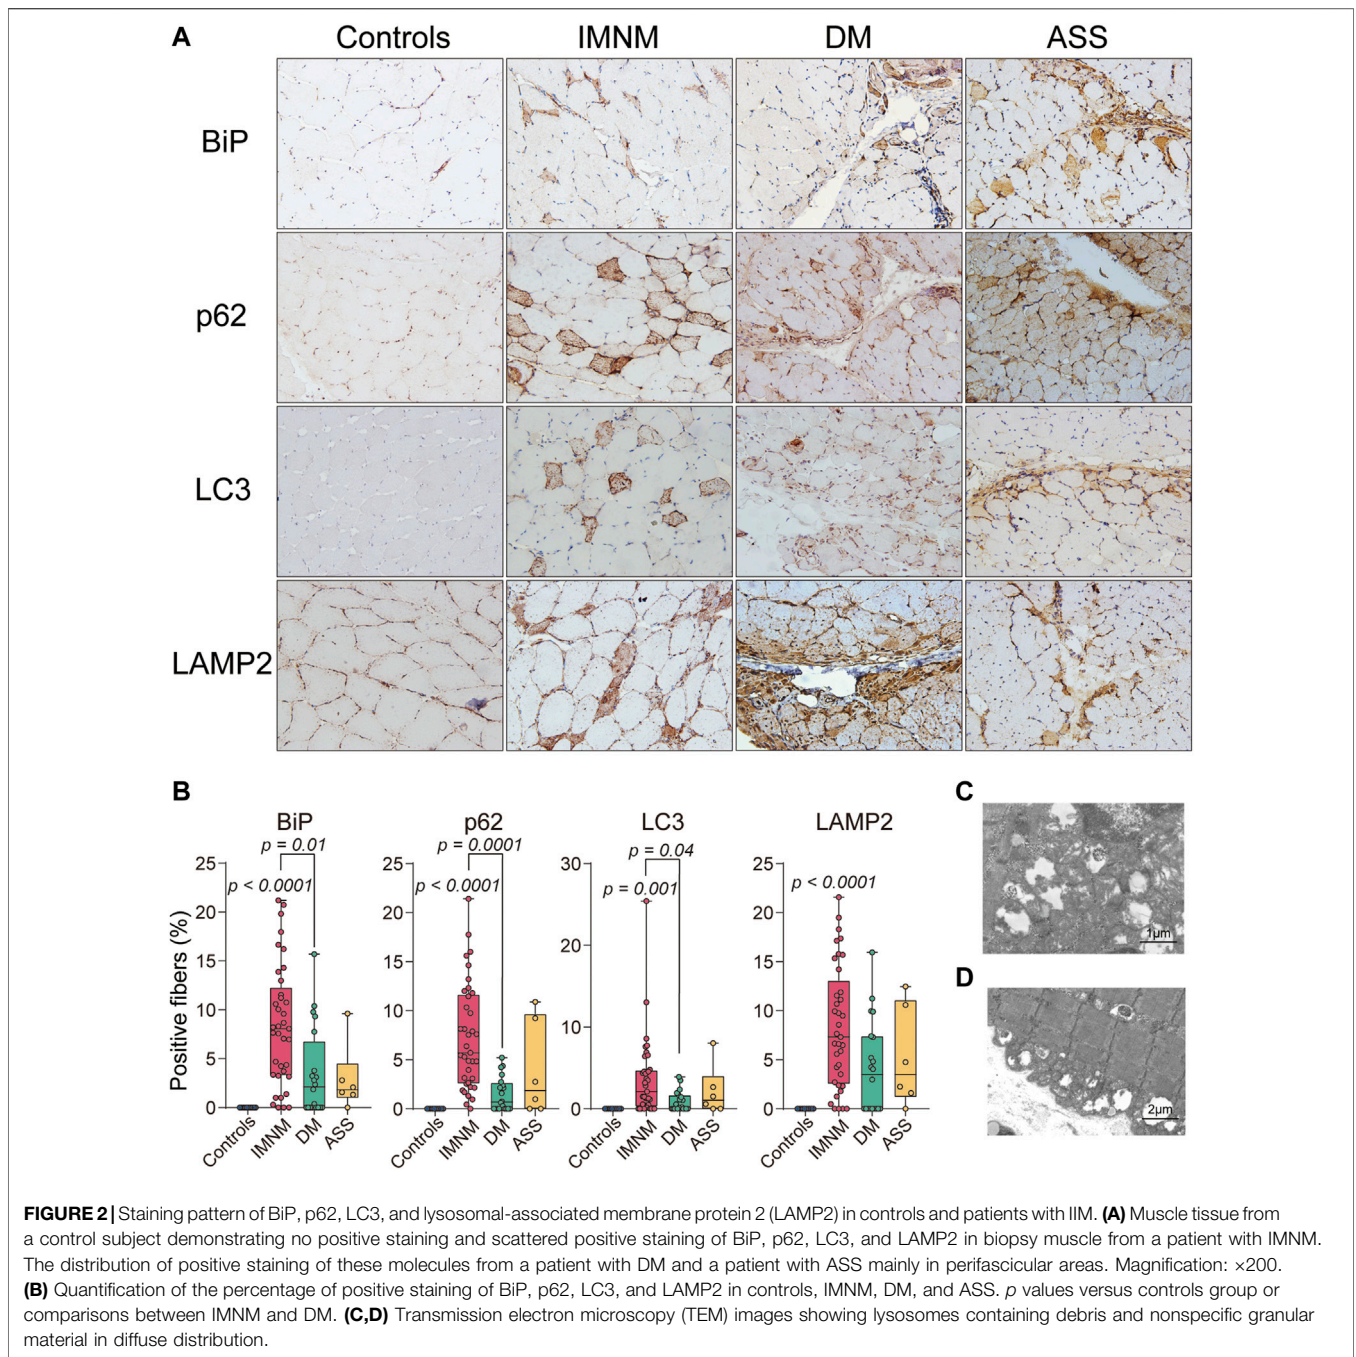 A
Controls IMNM DM ASS
BiP
p62
LC3
LAMP2
B
BiP
p = 0.01
p < 0.0001
25
20
15
10
5
0
Positive fibers (%)
Controls IMNM DM ASS
p62
p = 0.0001
p < 0.0001
25
20
15
10
5
0
Controls IMNM DM ASS
LC3
p = 0.04
p = 0.001
30
20
10
0
Controls IMNM DM ASS
LAMP2
p < 0.0001
25
20
15
10
5
0
Controls IMNM DM ASS
C
1μm
D
2μm
FIGURE 2 | Staining pattern of BiP, p62, LC3, and lysosomal-associated membrane protein 2 (LAMP2) in controls and patients with IIM. (A) Muscle tissue from
a control subject demonstrating no positive staining and scattered positive staining of BiP, p62, LC3, and LAMP2 in biopsy muscle from a patient with IMNM.
The distribution of positive staining of these molecules from a patient with DM and a patient with ASS mainly in perifascicular areas. Magnification: ×200.
(B) Quantification of the percentage of positive staining of BiP, p62, LC3, and LAMP2 in controls, IMNM, DM, and ASS. p values versus controls group or
comparisons between IMNM and DM. (C,D) Transmission electron microscopy (TEM) images showing lysosomes containing debris and nonspecific granular
material in diffuse distribution.